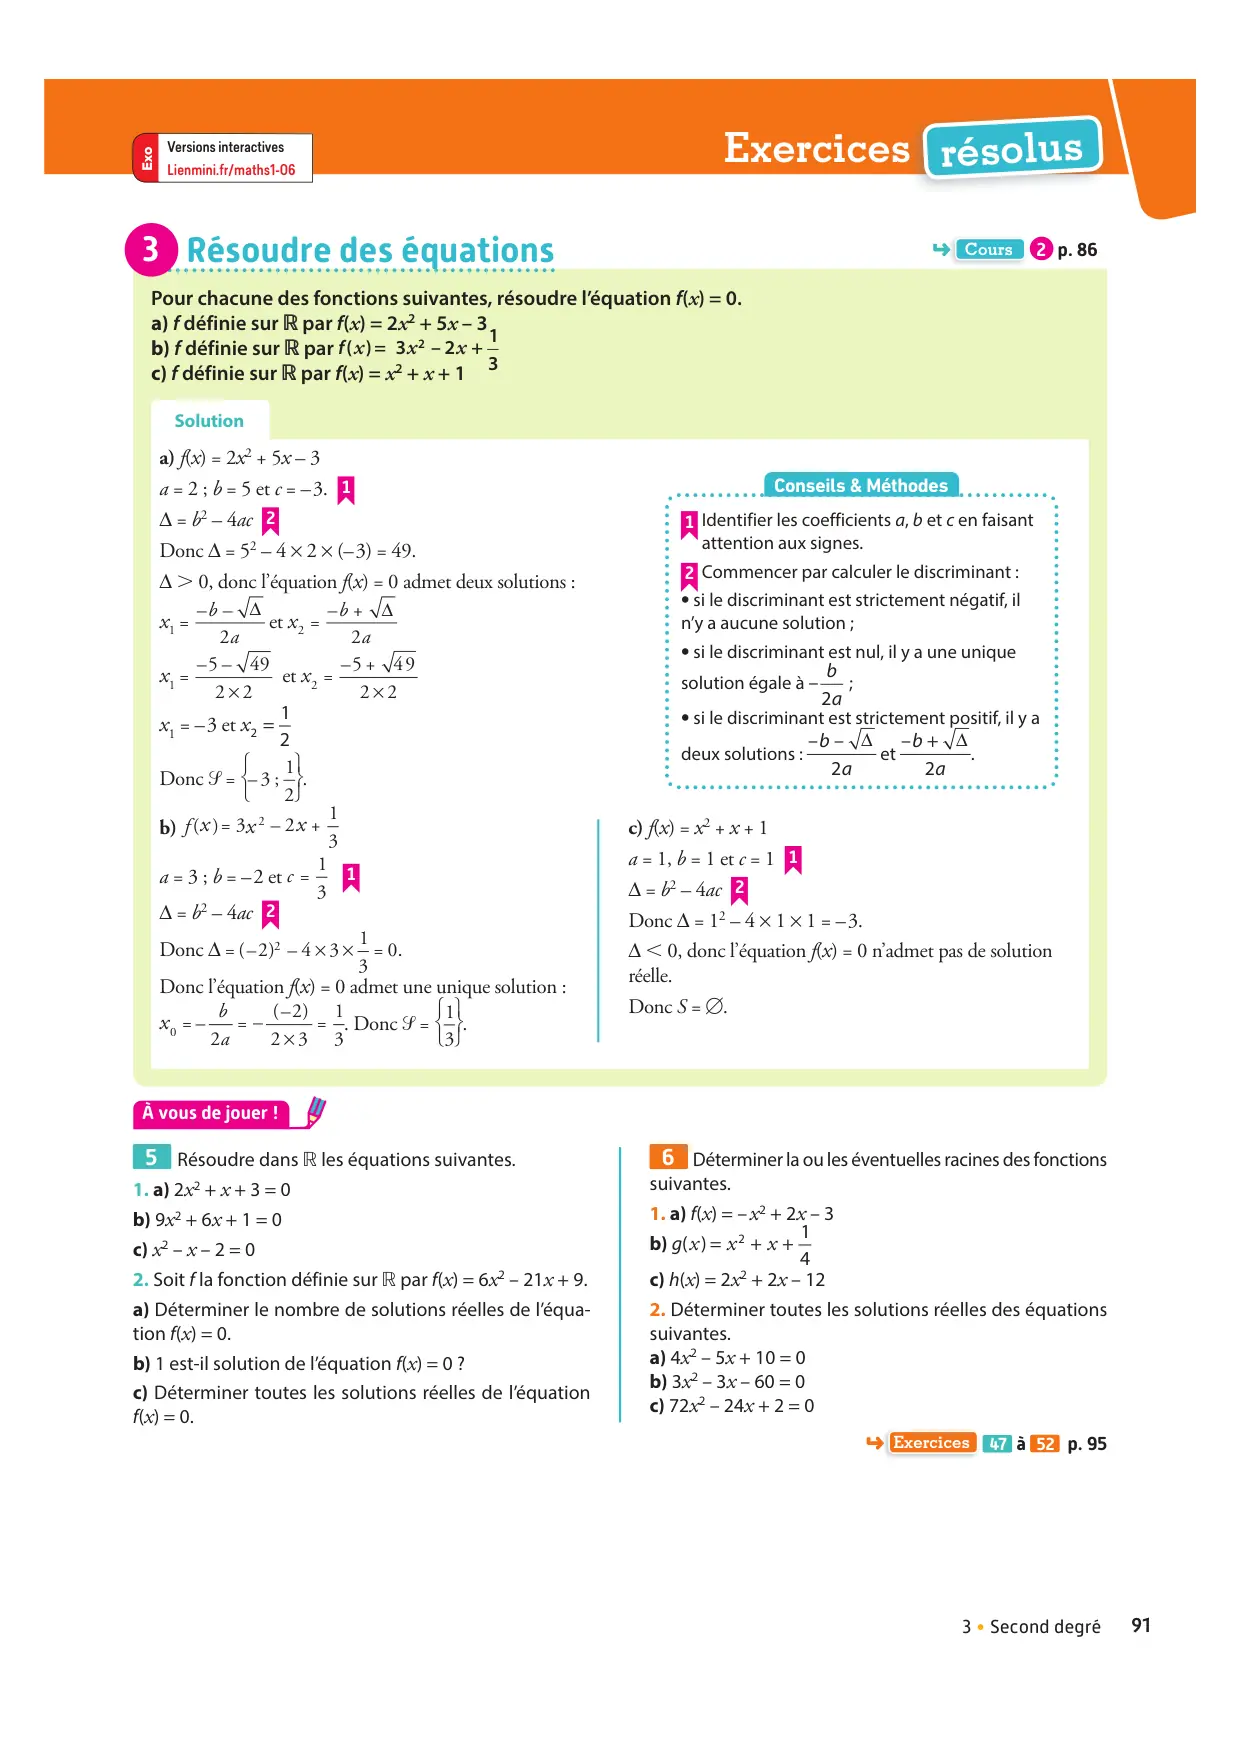 Exo
Versions interactives
Lienmini.fr/maths1-06
Exercices résolus
3 Résoudre des équations
↪ Cours 2 p. 86
Pour chacune des fonctions suivantes, résoudre l'équation f(x) = 0.
a) f définie sur ℝ par f(x) = 2x² + 5x – 3
b) f définie sur ℝ par f(x) = 3x² – 2x + 1/3
c) f définie sur ℝ par f(x) = x² + x + 1
Solution
a) f(x) = 2x² + 5x – 3
a = 2 ; b = 5 et c = –3. 1
Δ = b² – 4ac 2
Donc Δ = 5² – 4 × 2 × (–3) = 49.
Δ > 0, donc l'équation f(x) = 0 admet deux solutions :
x₁ = (–b – √Δ)/2a et x₂ = (–b + √Δ)/2a
x₁ = (–5 – √49)/(2 × 2) et x₂ = (–5 + √49)/(2 × 2)
x₁ = –3 et x₂ = 1/2
Donc 𝒮 = {–3 ; 1/2}.
Conseils & Méthodes
1 Identifier les coefficients a, b et c en faisant
attention aux signes.
2 Commencer par calculer le discriminant :
• si le discriminant est strictement négatif, il
n'y a aucune solution ;
• si le discriminant est nul, il y a une unique
solution égale à –b/2a ;
• si le discriminant est strictement positif, il y a
deux solutions : (–b – √Δ)/2a et (–b + √Δ)/2a.
b) f(x) = 3x² – 2x + 1/3
a = 3 ; b = –2 et c = 1/3 1
Δ = b² – 4ac 2
Donc Δ = (–2)² – 4 × 3 × 1/3 = 0.
Donc l'équation f(x) = 0 admet une unique solution :
x₀ = –b/2a = –(–2)/(2 × 3) = 1/3. Donc 𝒮 = {1/3}.
c) f(x) = x² + x + 1
a = 1, b = 1 et c = 1 1
Δ = b² – 4ac 2
Donc Δ = 1² – 4 × 1 × 1 = –3.
Δ < 0, donc l'équation f(x) = 0 n'admet pas de solution
réelle.
Donc S = ∅.
À vous de jouer !
5 Résoudre dans ℝ les équations suivantes.
1. a) 2x² + x + 3 = 0
b) 9x² + 6x + 1 = 0
c) x² – x – 2 = 0
2. Soit f la fonction définie sur ℝ par f(x) = 6x² – 21x + 9.
a) Déterminer le nombre de solutions réelles de l'équa-
tion f(x) = 0.
b) 1 est-il solution de l'équation f(x) = 0 ?
c) Déterminer toutes les solutions réelles de l'équation
f(x) = 0.
6 Déterminer la ou les éventuelles racines des fonctions
suivantes.
1. a) f(x) = –x² + 2x – 3
b) g(x) = x² + x + 1/4
c) h(x) = 2x² + 2x – 12
2. Déterminer toutes les solutions réelles des équations
suivantes.
a) 4x² – 5x + 10 = 0
b) 3x² – 3x – 60 = 0
c) 72x² – 24x + 2 = 0
↪ Exercices 47 à 52 p. 95
3 • Second degré 91